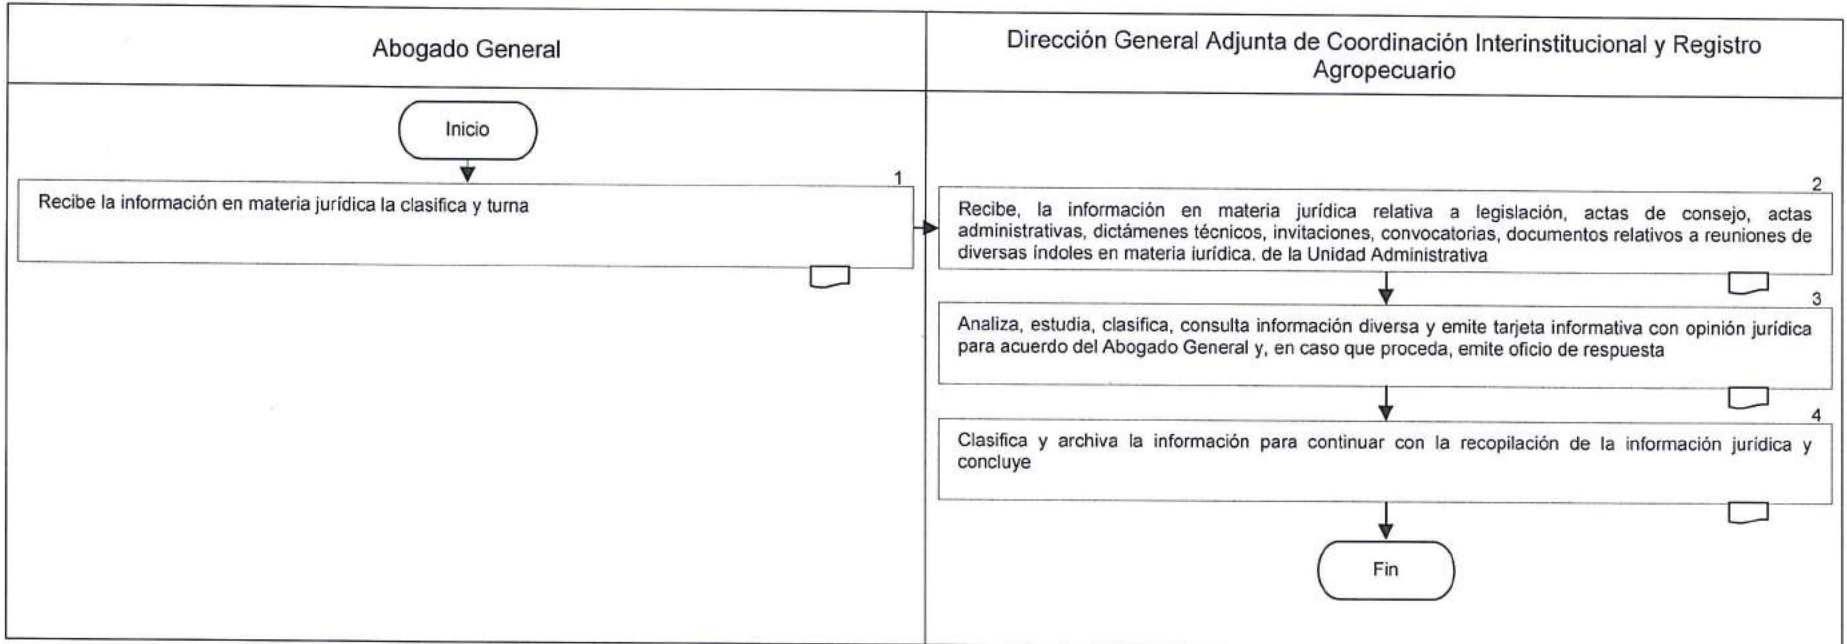 Abogado General
Dirección General Adjunta de Coordinación Interinstitucional y Registro
Agropecuario
Inicio
1
Recibe la información en materia jurídica la clasifica y turna
2
Recibe, la información en materia jurídica relativa a legislación, actas de consejo, actas
administrativas, dictámenes técnicos, invitaciones, convocatorias, documentos relativos a reuniones de
diversas índoles en materia jurídica. de la Unidad Administrativa
3
Analiza, estudia, clasifica, consulta información diversa y emite tarjeta informativa con opinión jurídica
para acuerdo del Abogado General y, en caso que proceda, emite oficio de respuesta
4
Clasifica y archiva la información para continuar con la recopilación de la información jurídica y
concluye
Fin